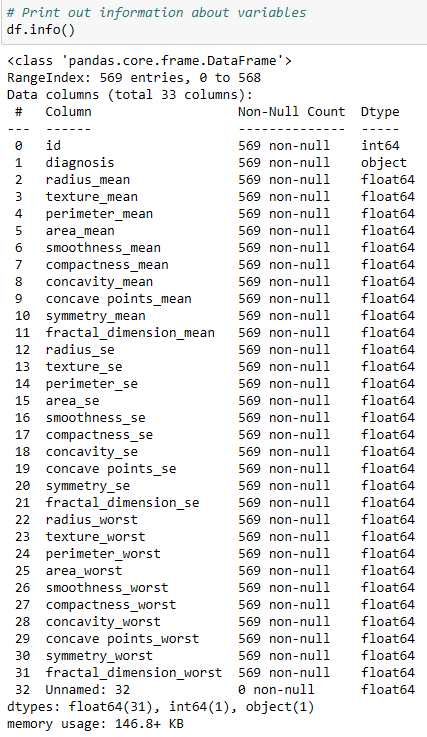 # Print out information about variables
df.info()
<class 'pandas.core.frame.DataFrame'>
RangeIndex: 569 entries, 0 to 568
Data columns (total 33 columns):
 #   Column                   Non-Null Count  Dtype
---  ------                   --------------  -----
 0   id                       569 non-null    int64
 1   diagnosis                569 non-null    object
 2   radius_mean              569 non-null    float64
 3   texture_mean             569 non-null    float64
 4   perimeter_mean           569 non-null    float64
 5   area_mean                569 non-null    float64
 6   smoothness_mean          569 non-null    float64
 7   compactness_mean         569 non-null    float64
 8   concavity_mean           569 non-null    float64
 9   concave points_mean      569 non-null    float64
 10  symmetry_mean            569 non-null    float64
 11  fractal_dimension_mean   569 non-null    float64
 12  radius_se                569 non-null    float64
 13  texture_se               569 non-null    float64
 14  perimeter_se             569 non-null    float64
 15  area_se                  569 non-null    float64
 16  smoothness_se            569 non-null    float64
 17  compactness_se           569 non-null    float64
 18  concavity_se             569 non-null    float64
 19  concave points_se        569 non-null    float64
 20  symmetry_se              569 non-null    float64
 21  fractal_dimension_se     569 non-null    float64
 22  radius_worst             569 non-null    float64
 23  texture_worst            569 non-null    float64
 24  perimeter_worst          569 non-null    float64
 25  area_worst               569 non-null    float64
 26  smoothness_worst         569 non-null    float64
 27  compactness_worst        569 non-null    float64
 28  concavity_worst          569 non-null    float64
 29  concave points_worst     569 non-null    float64
 30  symmetry_worst           569 non-null    float64
 31  fractal_dimension_worst  569 non-null    float64
 32  Unnamed: 32              0 non-null      float64
dtypes: float64(31), int64(1), object(1)
memory usage: 146.8+ KB